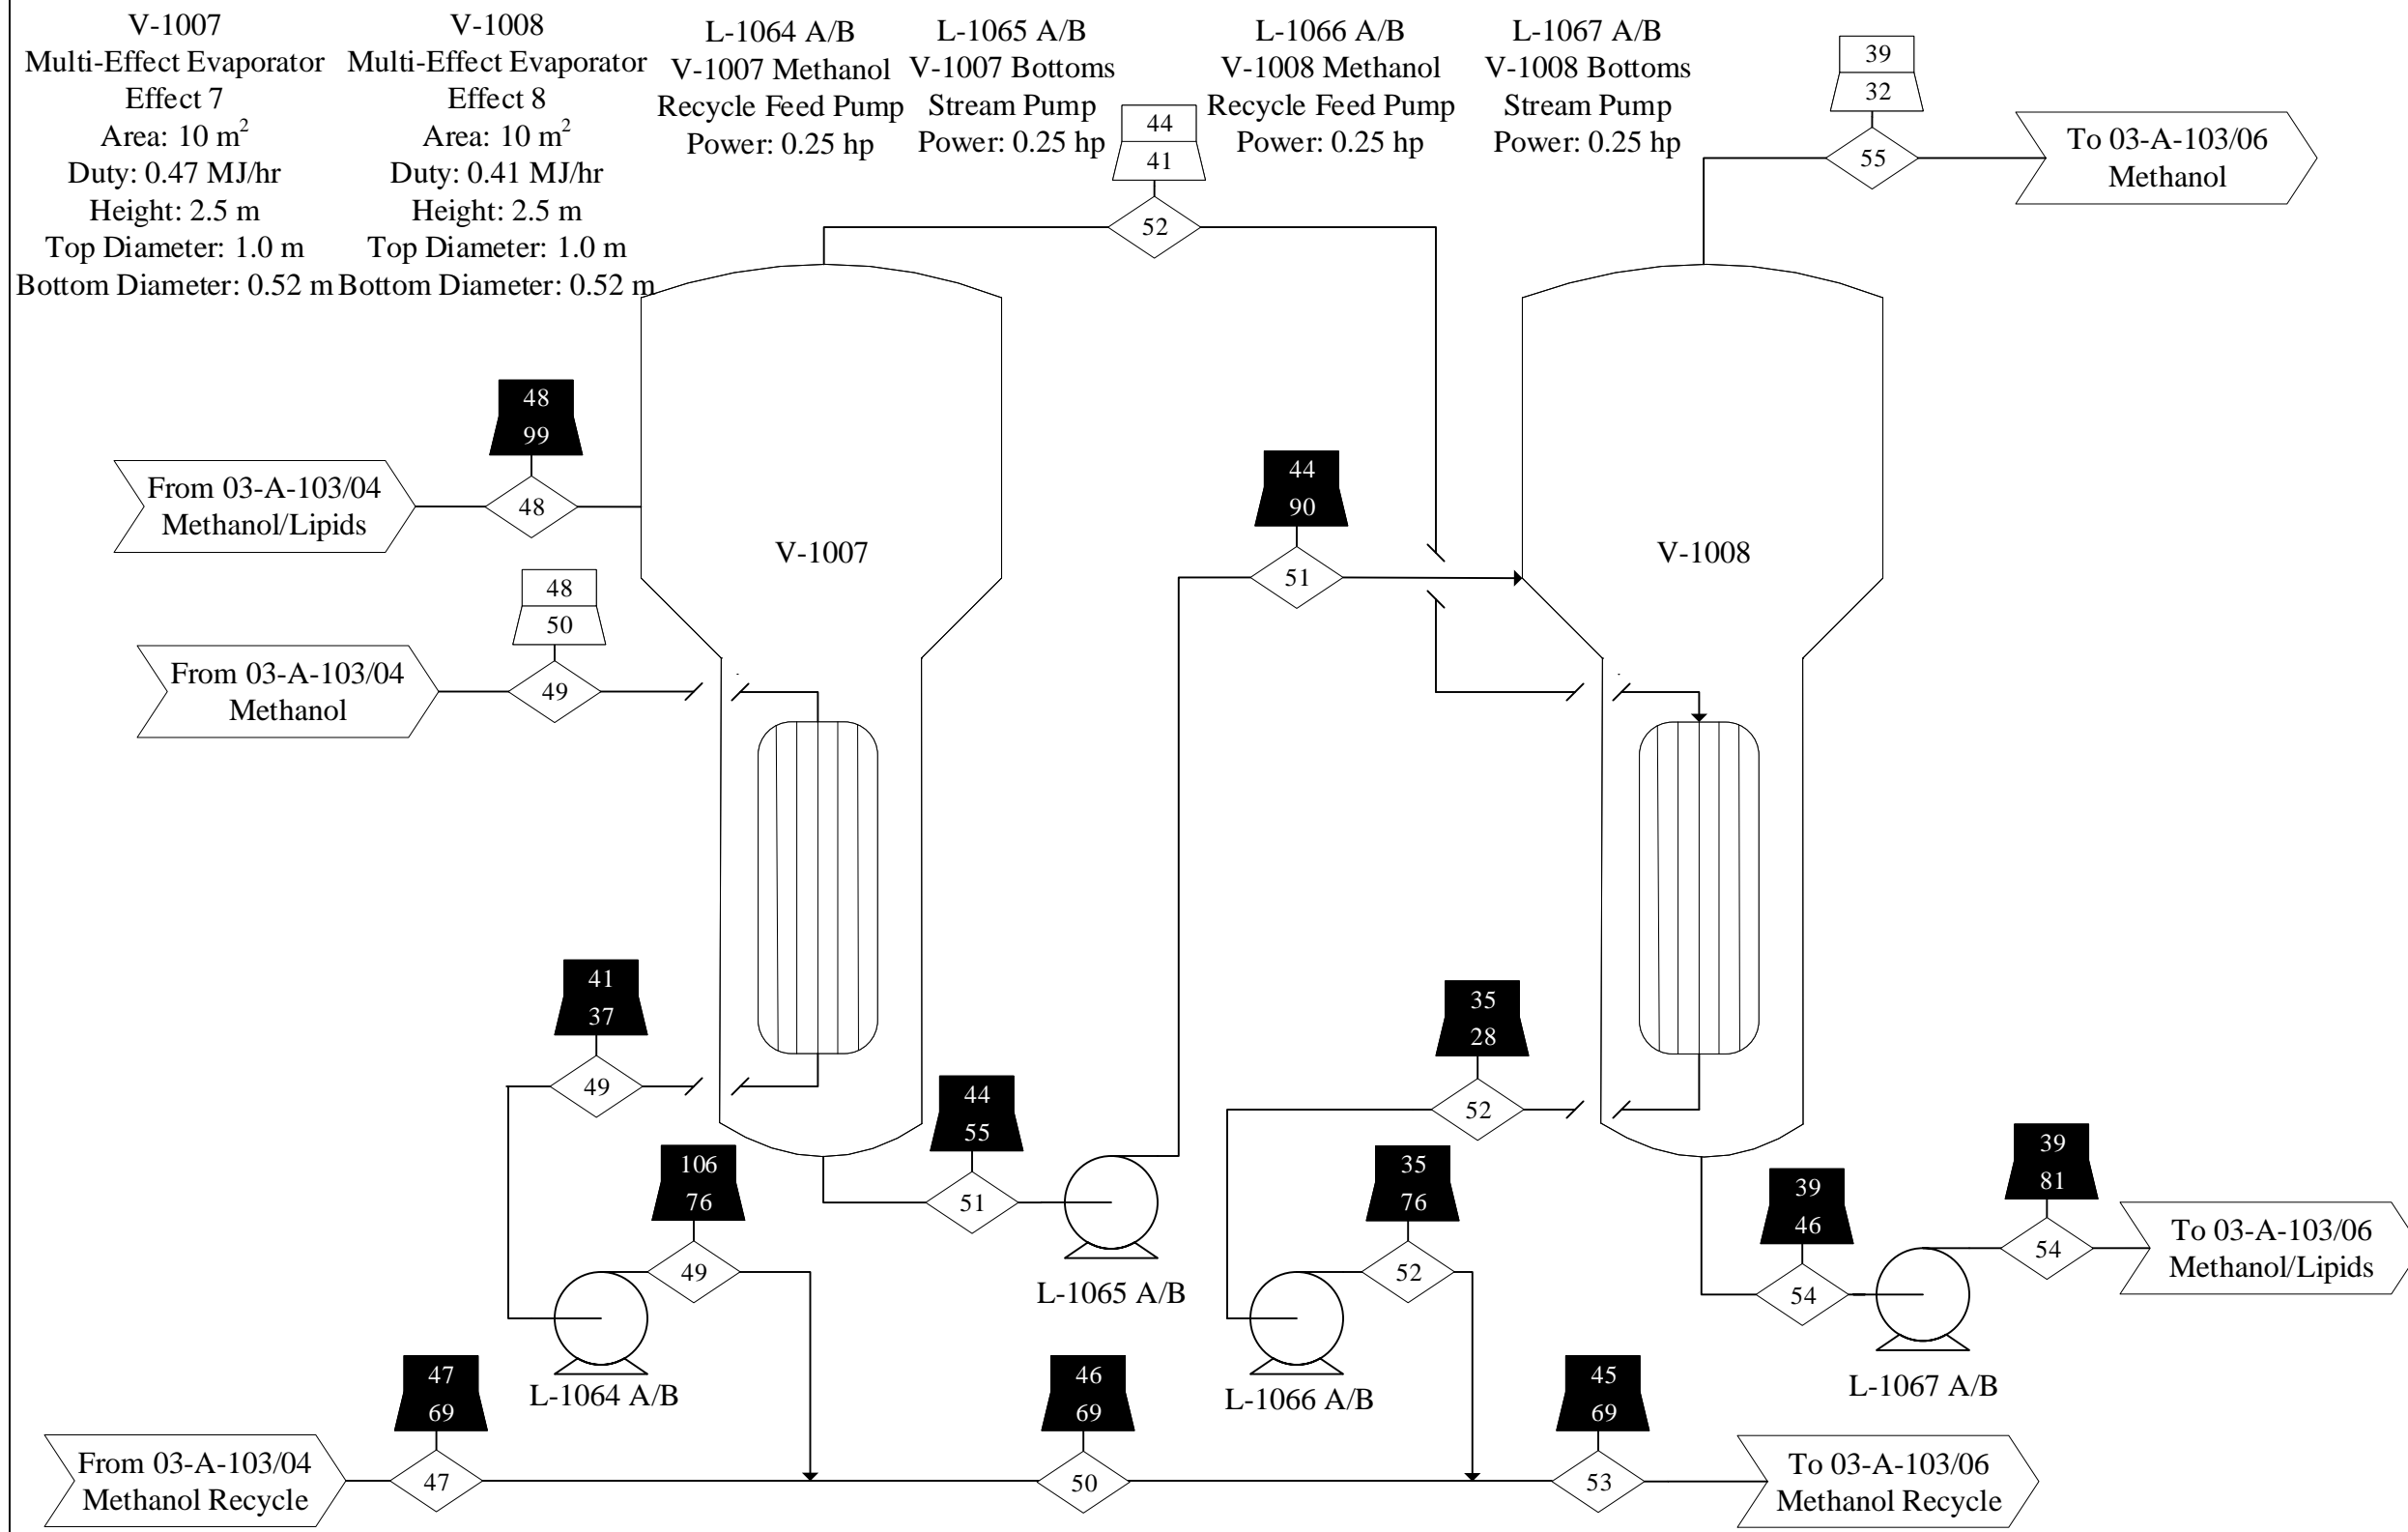 V-1007
Multi-Effect Evaporator
Effect 7
Area: 10 m²
Duty: 0.47 MJ/hr
Height: 2.5 m
Top Diameter: 1.0 m
Bottom Diameter: 0.52 m
V-1008
Multi-Effect Evaporator
Effect 8
Area: 10 m²
Duty: 0.41 MJ/hr
Height: 2.5 m
Top Diameter: 1.0 m
Bottom Diameter: 0.52 m
L-1064 A/B
V-1007 Methanol
Recycle Feed Pump
Power: 0.25 hp
L-1065 A/B
V-1007 Bottoms
Stream Pump
Power: 0.25 hp
L-1066 A/B
V-1008 Methanol
Recycle Feed Pump
Power: 0.25 hp
L-1067 A/B
V-1008 Bottoms
Stream Pump
Power: 0.25 hp
39
32
55
To 03-A-103/06
Methanol
44
41
52
48
99
From 03-A-103/04
Methanol/Lipids
48
V-1007
44
90
51
V-1008
48
50
From 03-A-103/04
Methanol
49
41
37
49
35
28
52
44
55
51
106
76
49
35
76
52
39
46
54
39
81
54
To 03-A-103/06
Methanol/Lipids
L-1065 A/B
L-1064 A/B
L-1066 A/B
L-1067 A/B
47
69
From 03-A-103/04
Methanol Recycle
47
46
69
50
45
69
53
To 03-A-103/06
Methanol Recycle